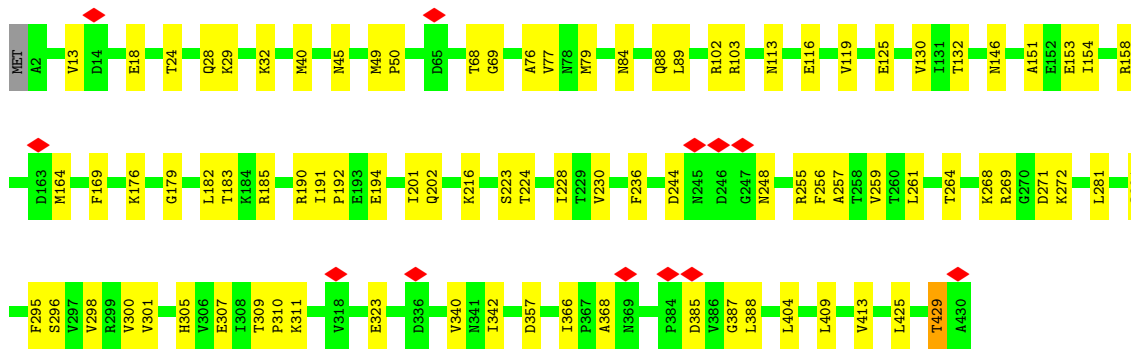 MET A2 V13 D14 E18 T24 Q28 K29 K32 M40 N45 M49 P50 D65 T68 G69 A76 V77 N78 M79 N84 Q88 L89 R102 R103 N113 E116 V119 E125 V130 I131 T132 N146 A151 E152 E153 I154 R158
D163 M164 F169 K176 G179 L182 T183 K184 R185 R190 I191 P192 E193 E194 I201 Q202 K216 S223 T224 I228 T229 V230 F236 D244 N245 D246 G247 N248 R255 F256 A257 T258 V259 T260 L261 T264 K268 R269 G270 D271 K272 L281
F295 S296 V297 V298 R299 V300 V301 H305 V306 E307 I308 T309 P310 K311 V318 E323 D336 V340 N341 I342 D357 I366 P367 A368 N369 P384 D385 V386 G387 L388 L404 L409 V413 L425 T429 A430